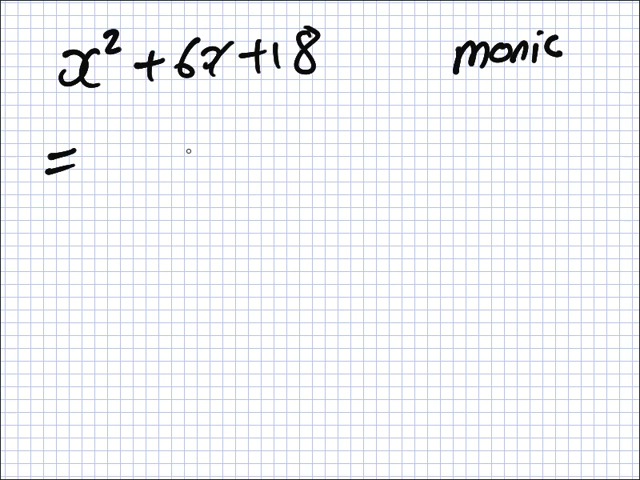 x² + 6x + 18 monic
=